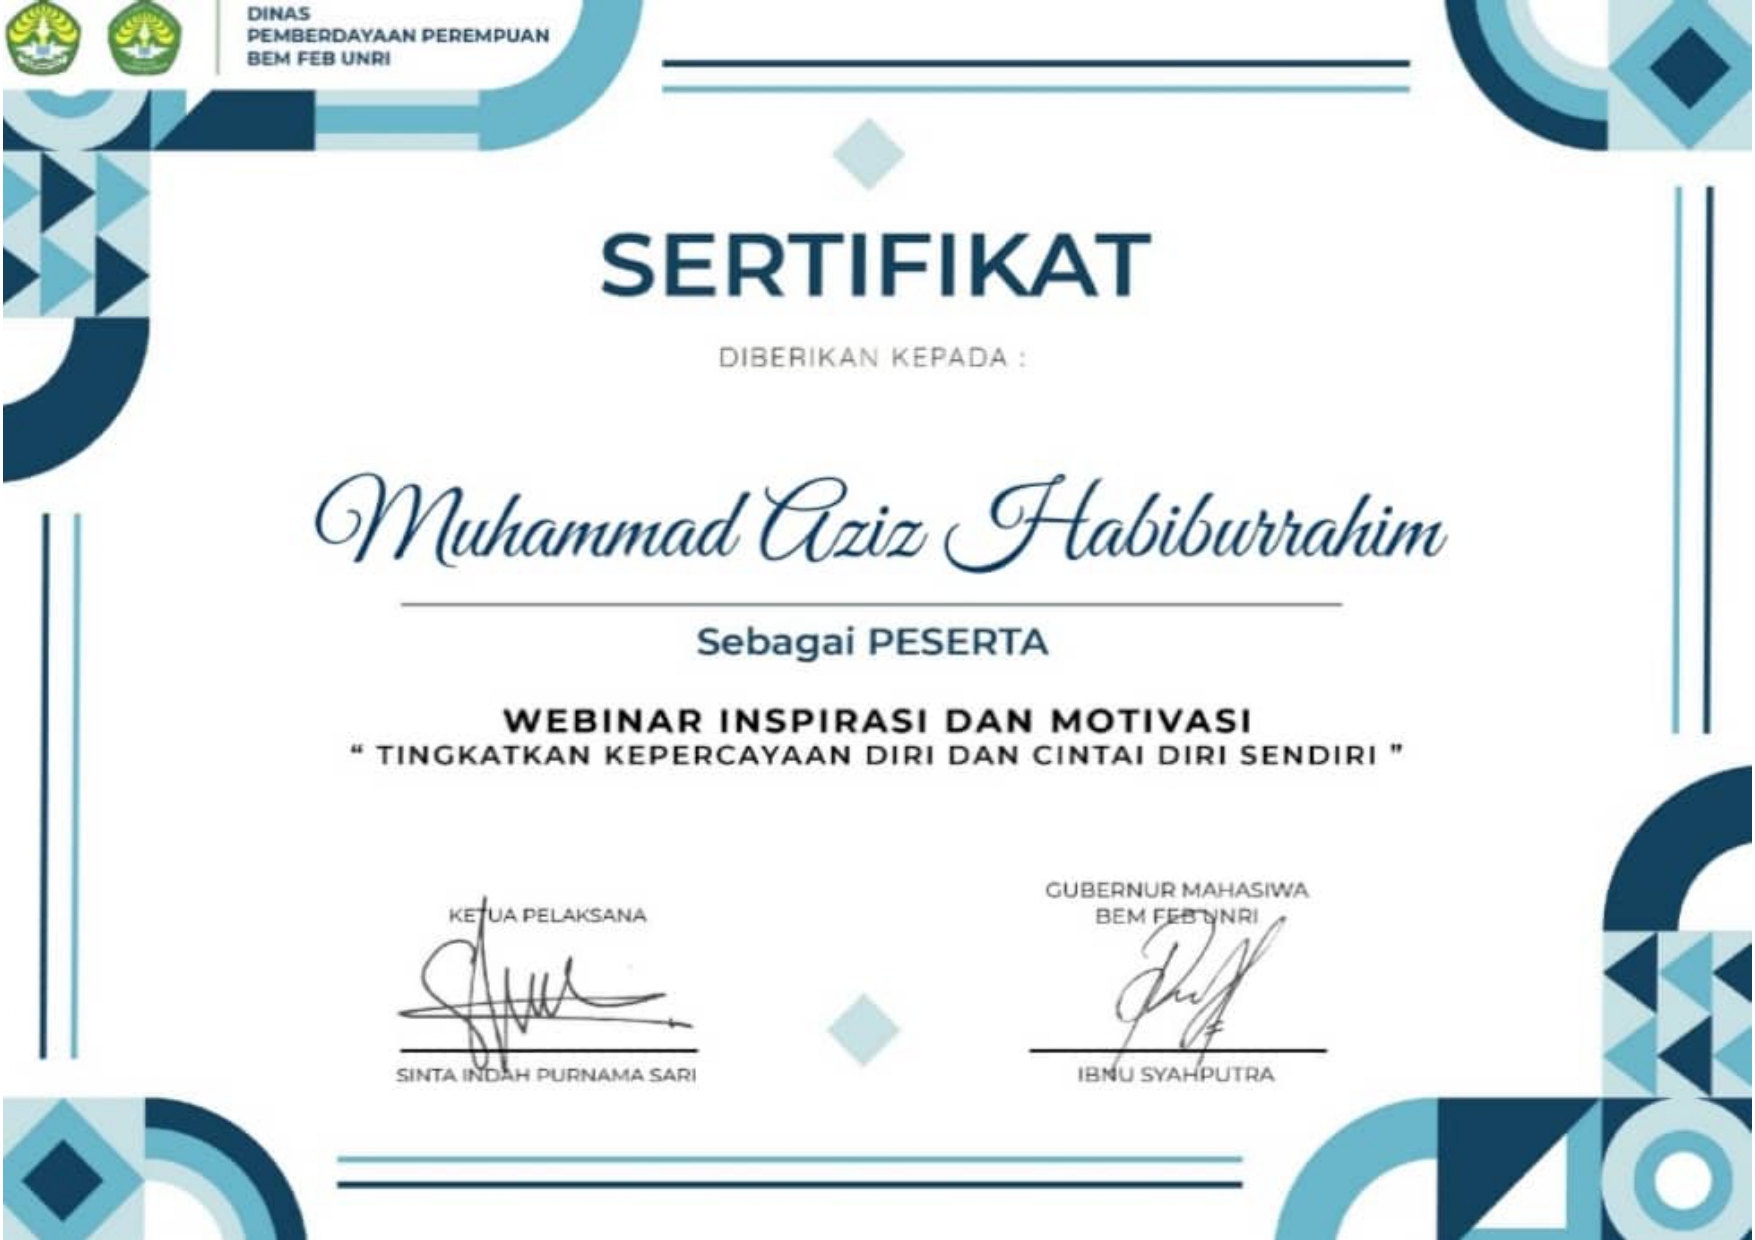 DINAS
PEMBERDAYAAN PEREMPUAN
BEM FEB UNRI
SERTIFIKAT
DIBERIKAN KEPADA :
Muhammad Aziz Habiburrahim
Sebagai PESERTA
WEBINAR INSPIRASI DAN MOTIVASI
“ TINGKATKAN KEPERCAYAAN DIRI DAN CINTAI DIRI SENDIRI ”
KETUA PELAKSANA
SINTA INDAH PURNAMA SARI
GUBERNUR MAHASIWA
BEM FEB UNRI
IBNU SYAHPUTRA